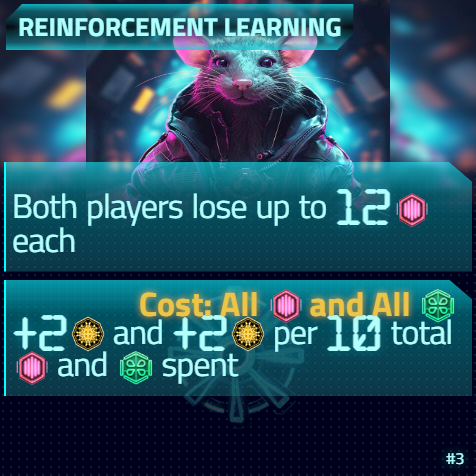 REINFORCEMENT LEARNING
Both players lose up to 12
each
Cost: All and All
+2 and +2 per 10 total
and spent
#3